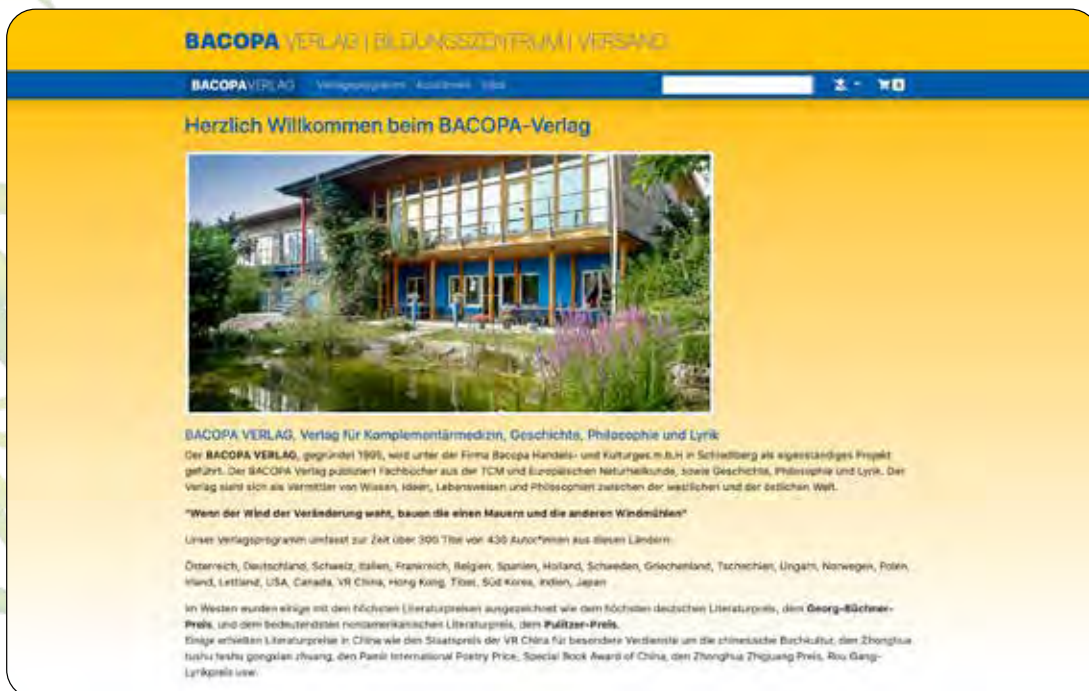 BACOPA VERLAG | BILDUNGSZENTRUM | VERSAND
BACOPAVERLAG Verlagsprogramm
Herzlich Willkommen beim BACOPA-Verlag
BACOPA VERLAG, Verlag für Komplementärmedizin, Geschichte, Philosophie und Lyrik
Der BACOPA VERLAG, gegründet wird unter der Firma Bacopa Handels- und Kulturges.m.b.H in Schiedlberg als eigenständiges Projekt
geführt. Der BACOPA Verlag publiziert Fachbücher aus der TCM und Europäischen Naturheilkunde, sowie Geschichte, Philosophie und Lyrik. Der
Verlag sieht sich als Vermittler von Wissen, Ideen, Lebensweisen und Philosophien zwischen der westlichen und der östlichen Welt.
"Wenn der Wind der Veränderung weht, bauen die einen Mauern und die anderen Windmühlen"
Unser Verlagsprogramm umfasst zur Zeit über 300 Titel von 430 Autor*innen aus diesen Ländern:
Österreich, Deutschland, Schweiz, Italien, Frankreich, Belgien, Spanien, Holland, Schweden, Griechenland, Tschechien, Ungarn, Norwegen, Polen,
Irland, Lettland, USA, Canada, VR China, Hong Kong, Tibet, Süd Korea, Indien, Japan
Im Westen wurden einige mit den höchsten Literaturpreisen ausgezeichnet wie dem höchsten deutschen Literaturpreis, dem Georg-Büchner-
Preis, und dem bedeutendsten nordamerikanischen Literaturpreis, dem Pulitzer-Preis.
Einige erhielten Literaturpreise in China wie den Staatspreis der VR China für besondere Verdienste um die chinesische Buchkultur, den Zhonghua
tushu teshu gongxian zhuang, den Pamir International Poetry Price, Special Book Award of China, den Zhonghua Zhiguang Preis, Rou Gang-
Lyrikpreis usw.